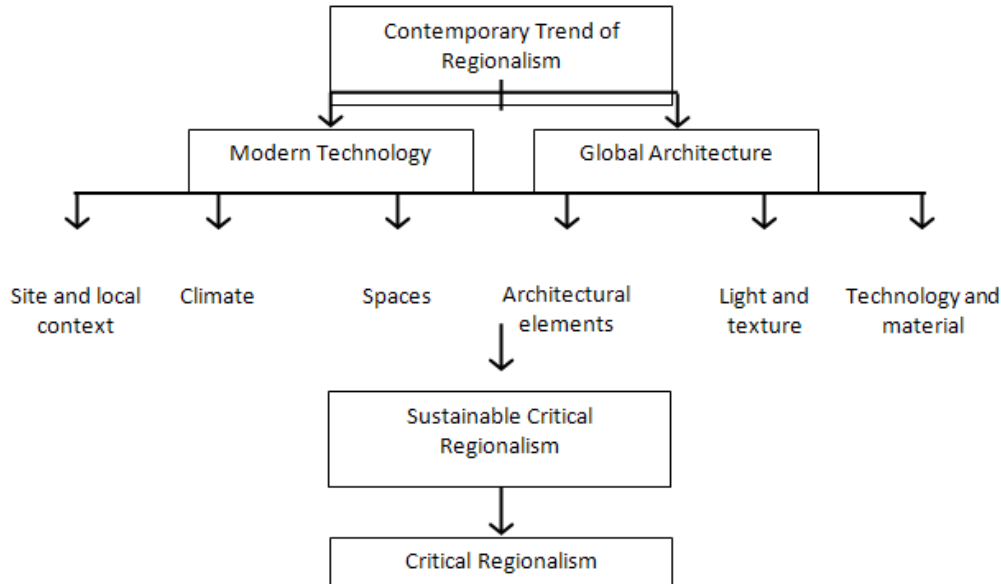 Contemporary Trend of
Regionalism
Modern Technology
Global Architecture
Site and local
context
Climate
Spaces
Architectural
elements
Light and
texture
Technology and
material
Sustainable Critical
Regionalism
Critical Regionalism